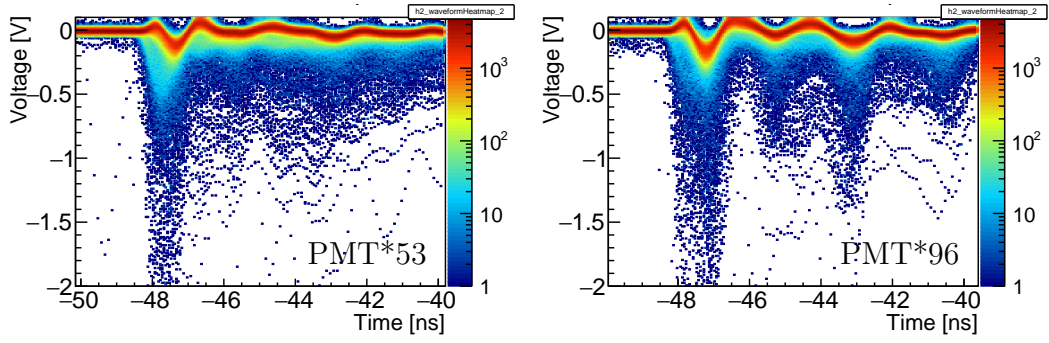 h2_waveformHeatmap_2
Voltage [V]
0
−0.5
−1
−1.5
−2
−50 −48 −46 −44 −42 −40
Time [ns]
PMT*53
10³
10²
10
1
h2_waveformHeatmap_2
Voltage [V]
0
−0.5
−1
−1.5
−2
−48 −46 −44 −42 −40
Time [ns]
PMT*96
10³
10²
10
1